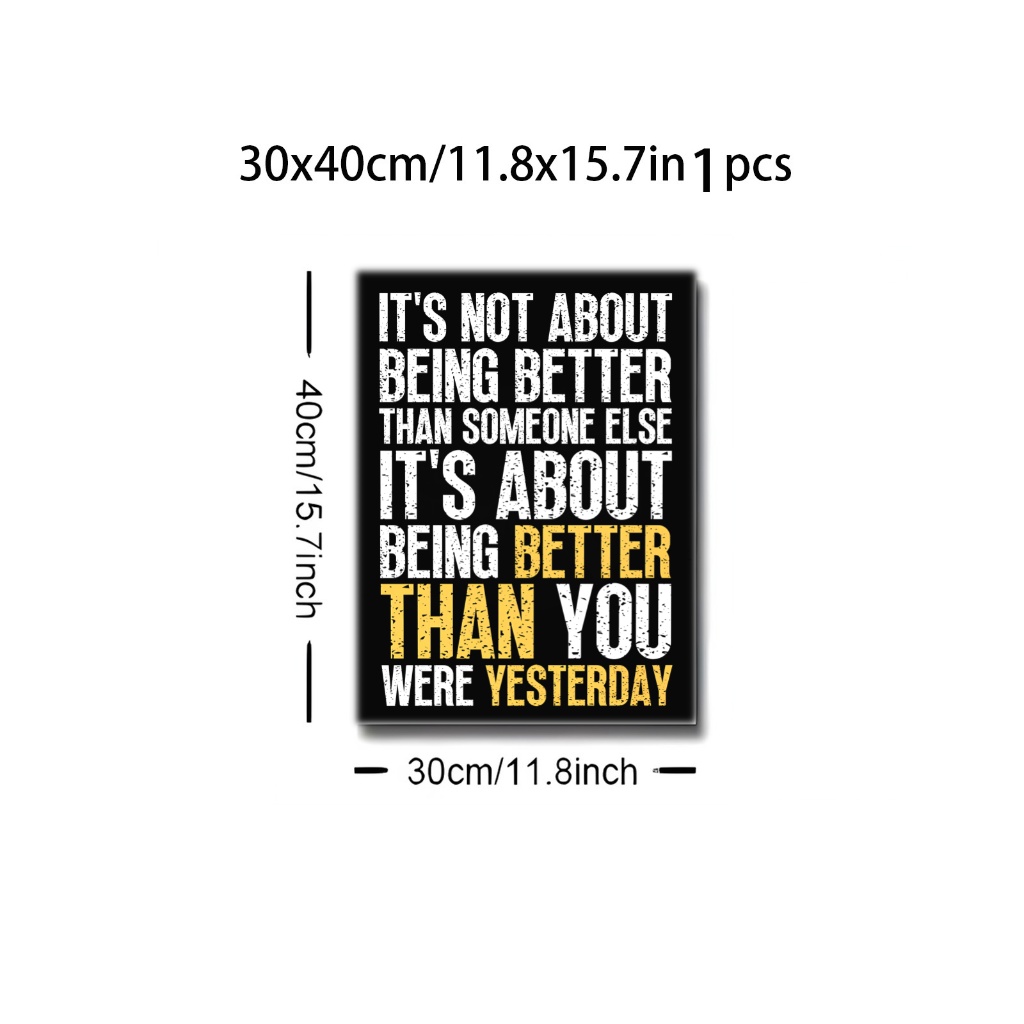 30x40cm/11.8x15.7in 1 pcs
IT'S NOT ABOUT
BEING BETTER
THAN SOMEONE ELSE
IT'S ABOUT
BEING BETTER
THAN YOU
WERE YESTERDAY
40cm/15.7inch
30cm/11.8inch